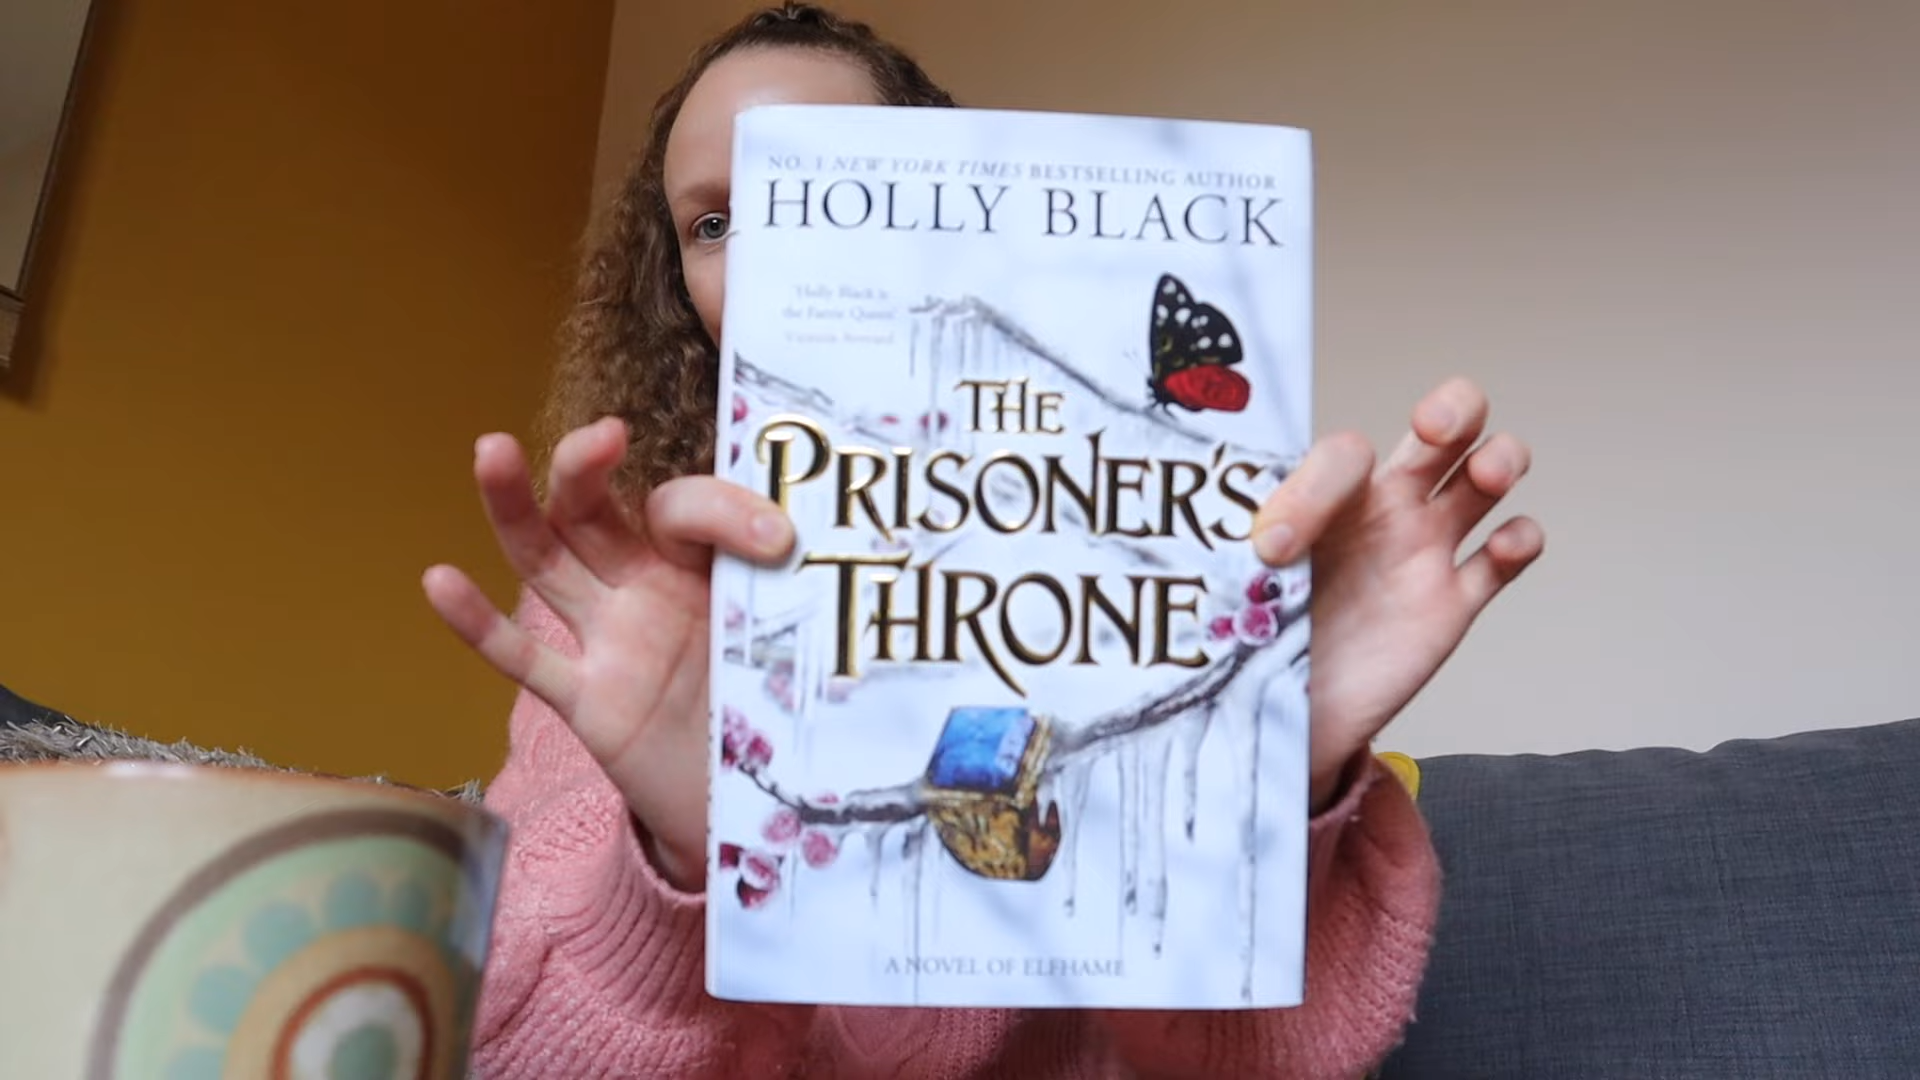 NO. 1 NEW YORK TIMES BESTSELLING AUTHOR
HOLLY BLACK
'Holly Black is
the Faerie Queen'
THE
PRISONER'S
THRONE
A NOVEL OF ELFHAME